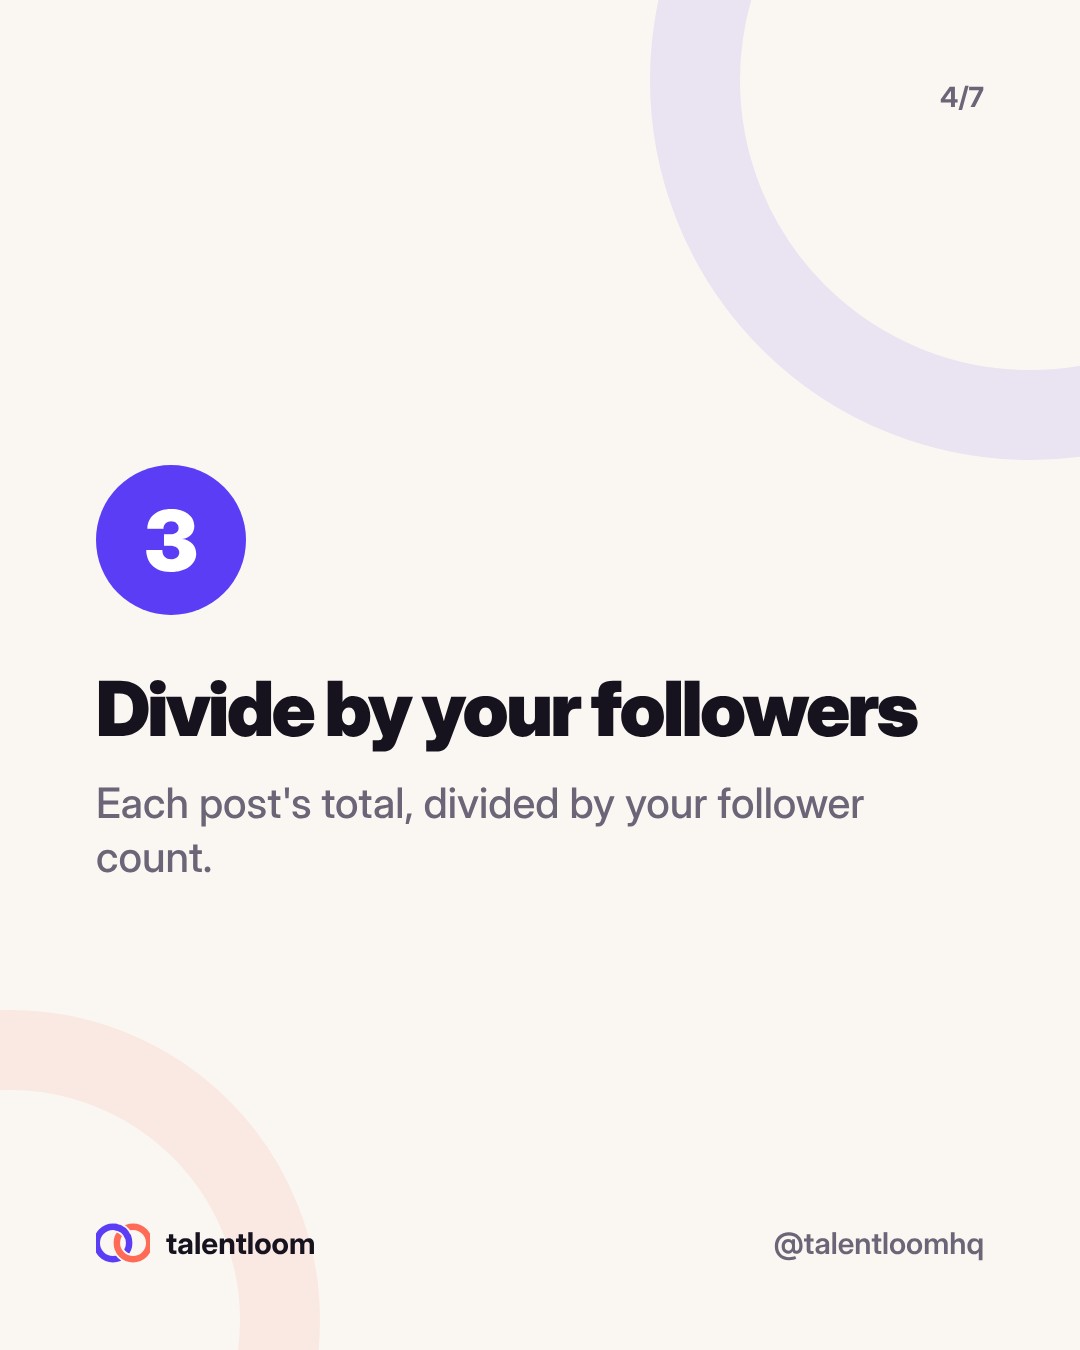 4/7
3
Divide by your followers
Each post's total, divided by your follower
count.
talentloom
@talentloomhq